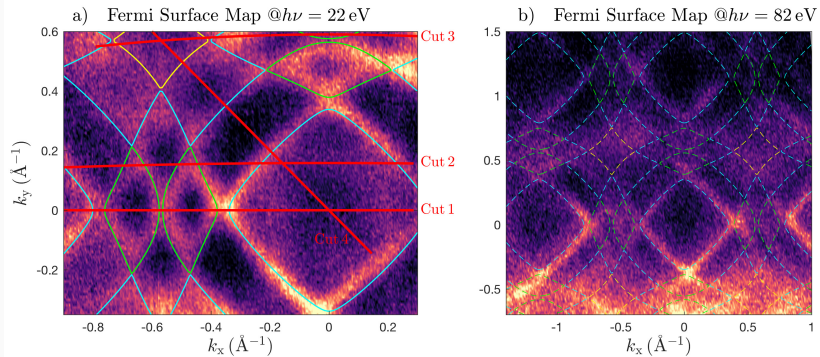 a) Fermi Surface Map @hν = 22 eV
0.6
0.4
0.2
0
-0.2
k_y (Å⁻¹)
-0.8 -0.6 -0.4 -0.2 0 0.2
k_x (Å⁻¹)
Cut 3
Cut 2
Cut 1
Cut 4
b) Fermi Surface Map @hν = 82 eV
1.5
1
0.5
0
-0.5
-1 -0.5 0 0.5 1
k_x (Å⁻¹)